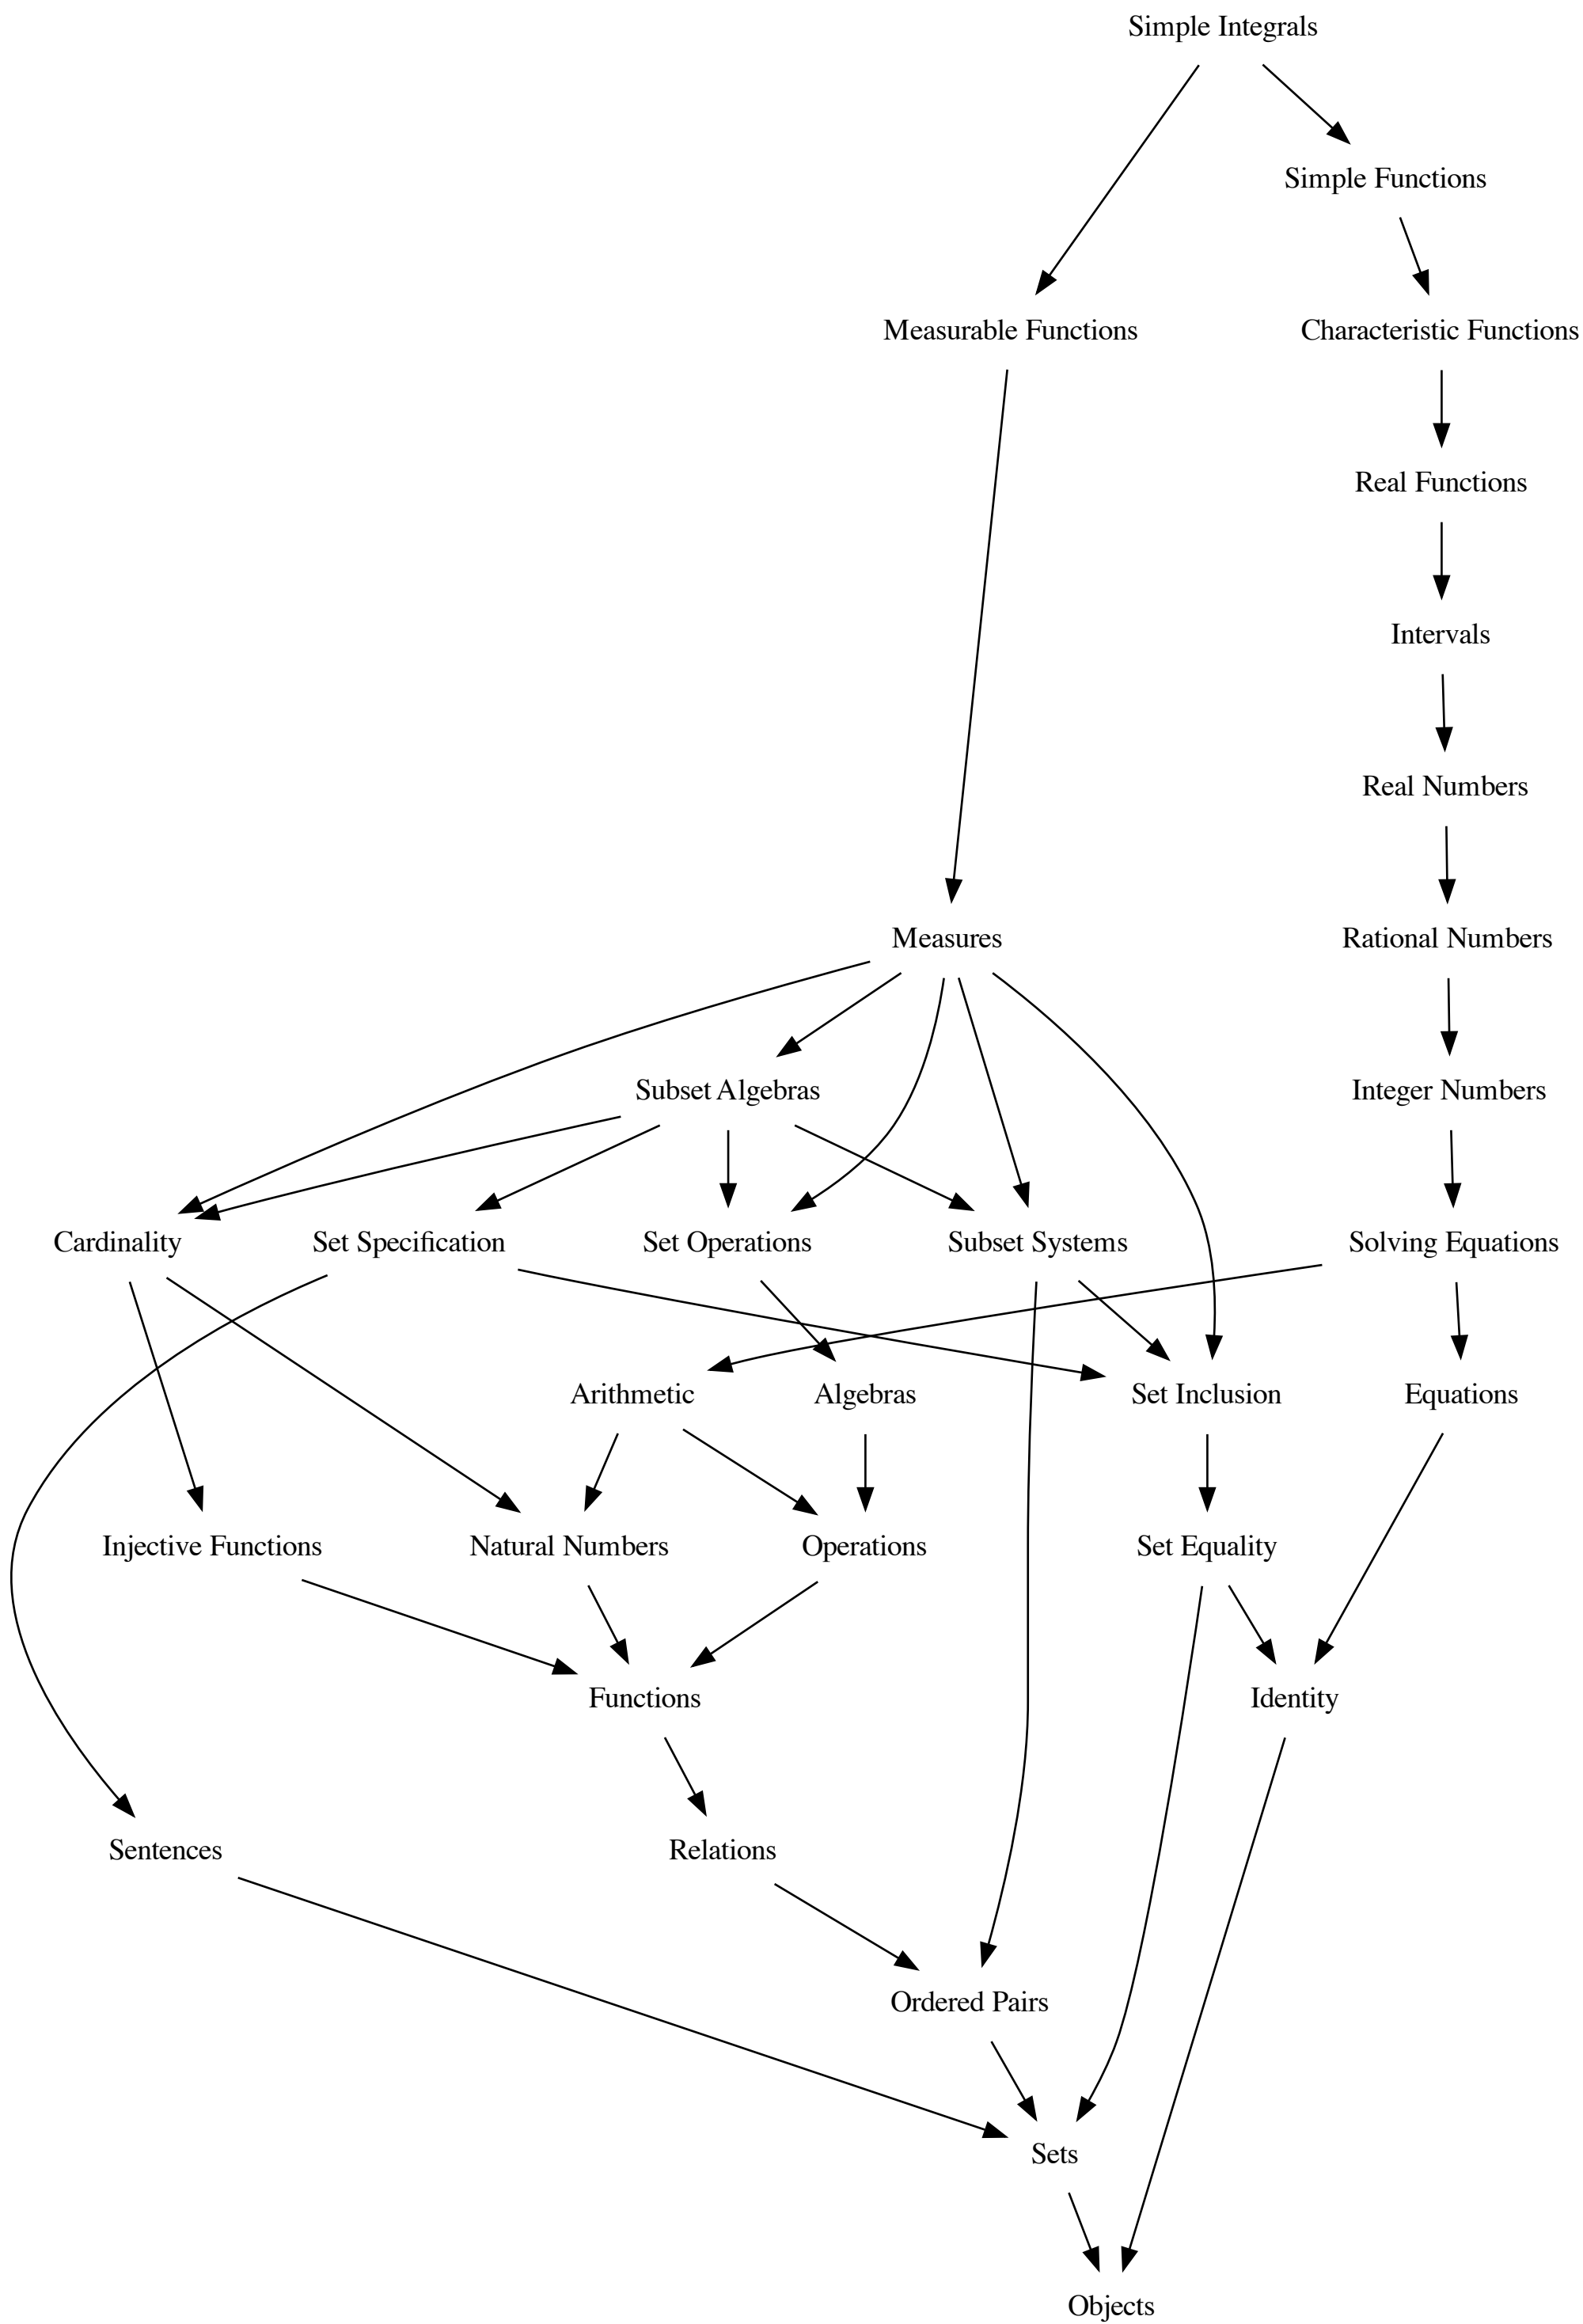 Simple Integrals
Simple Functions
Measurable Functions
Characteristic Functions
Real Functions
Intervals
Real Numbers
Measures
Rational Numbers
Subset Algebras
Integer Numbers
Cardinality
Set Specification
Set Operations
Subset Systems
Solving Equations
Arithmetic
Algebras
Set Inclusion
Equations
Injective Functions
Natural Numbers
Operations
Set Equality
Functions
Identity
Sentences
Relations
Ordered Pairs
Sets
Objects